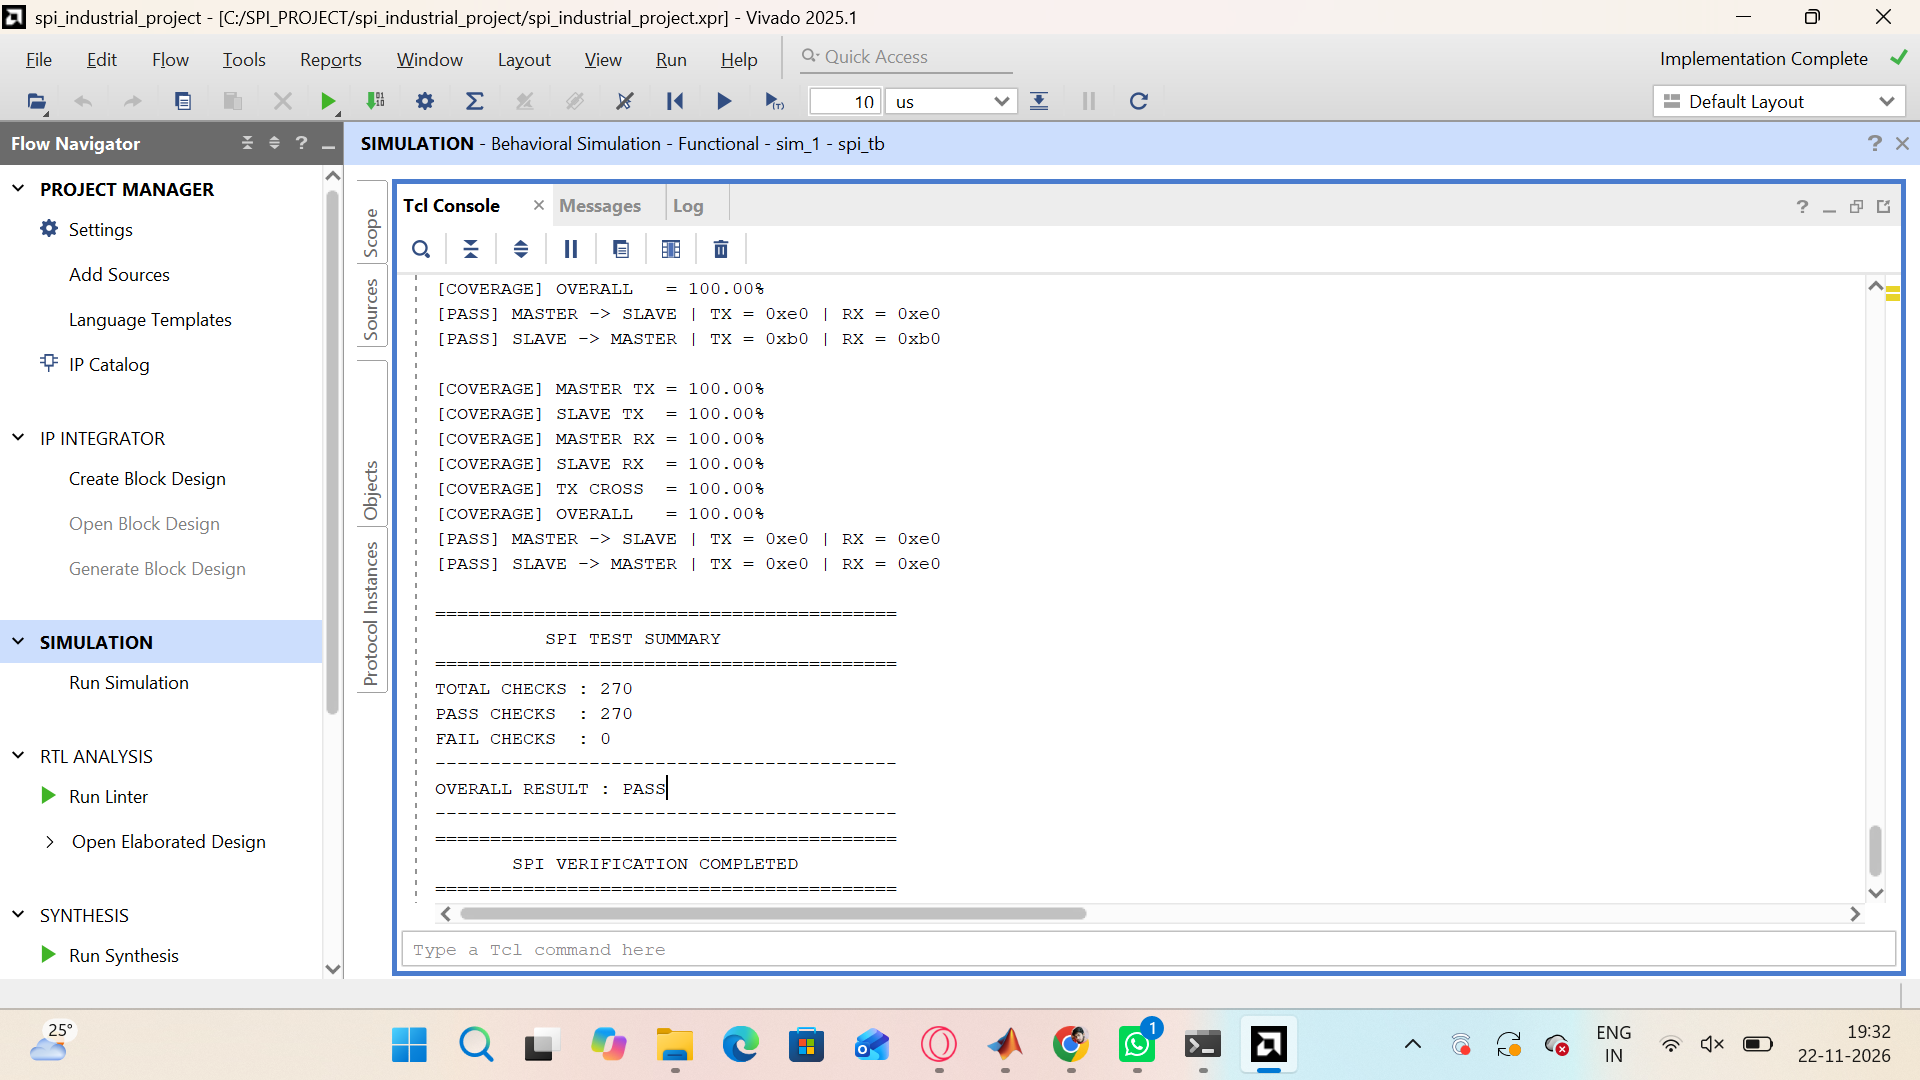 spi_industrial_project - [C:/SPI_PROJECT/spi_industrial_project/spi_industrial_project.xpr] - Vivado 2025.1
File Edit Flow Tools Reports Window Layout View Run Help Quick Access
Implementation Complete
10 us
Default Layout
Flow Navigator
SIMULATION - Behavioral Simulation - Functional - sim_1 - spi_tb
PROJECT MANAGER
Settings
Add Sources
Language Templates
IP Catalog
IP INTEGRATOR
Create Block Design
Open Block Design
Generate Block Design
SIMULATION
Run Simulation
RTL ANALYSIS
Run Linter
Open Elaborated Design
SYNTHESIS
Run Synthesis
Scope
Sources
Objects
Protocol Instances
Tcl Console Messages Log
[COVERAGE] OVERALL   = 100.00%
[PASS] MASTER -> SLAVE | TX = 0xe0 | RX = 0xe0
[PASS] SLAVE -> MASTER | TX = 0xb0 | RX = 0xb0
[COVERAGE] MASTER TX = 100.00%
[COVERAGE] SLAVE TX  = 100.00%
[COVERAGE] MASTER RX = 100.00%
[COVERAGE] SLAVE RX  = 100.00%
[COVERAGE] TX CROSS  = 100.00%
[COVERAGE] OVERALL   = 100.00%
[PASS] MASTER -> SLAVE | TX = 0xe0 | RX = 0xe0
[PASS] SLAVE -> MASTER | TX = 0xe0 | RX = 0xe0
==========================================
SPI TEST SUMMARY
==========================================
TOTAL CHECKS : 270
PASS CHECKS  : 270
FAIL CHECKS  : 0
------------------------------------------
OVERALL RESULT : PASS
------------------------------------------
==========================================
SPI VERIFICATION COMPLETED
==========================================
Type a Tcl command here
25°
1
ENG
IN
19:32
22-11-2026